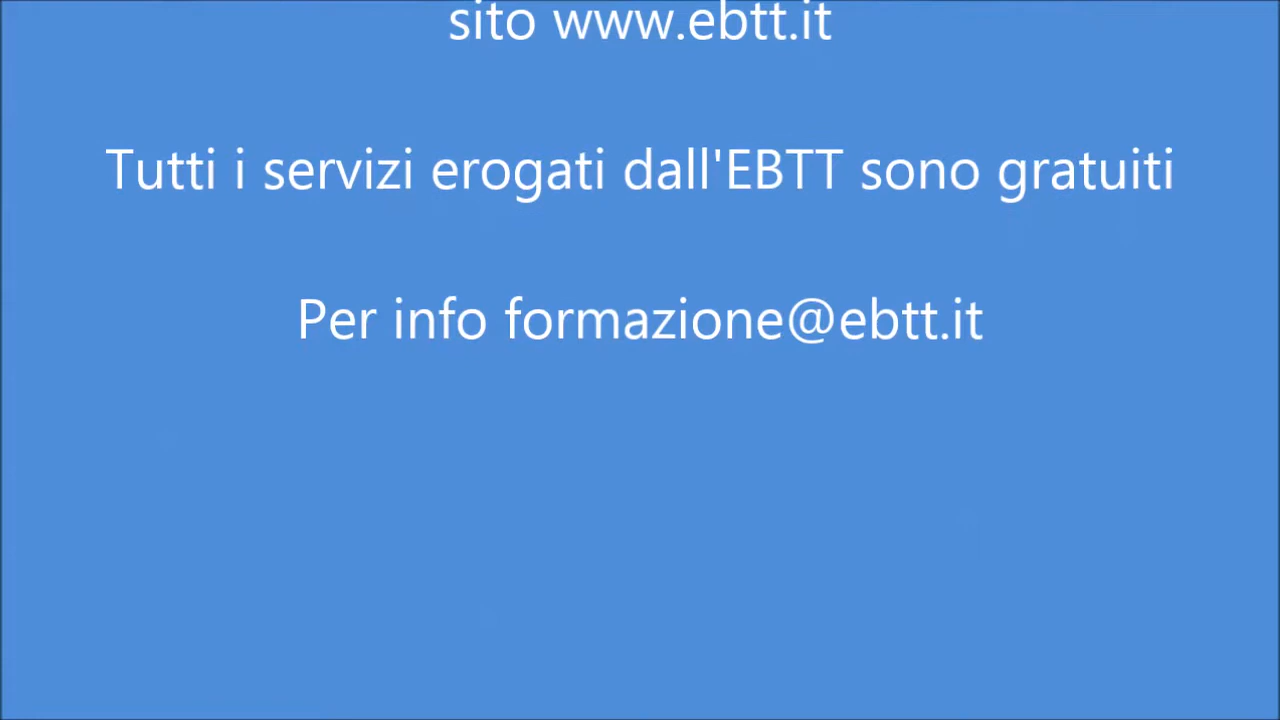 sito www.ebtt.it
Tutti i servizi erogati dall'EBTT sono gratuiti
Per info formazione@ebtt.it